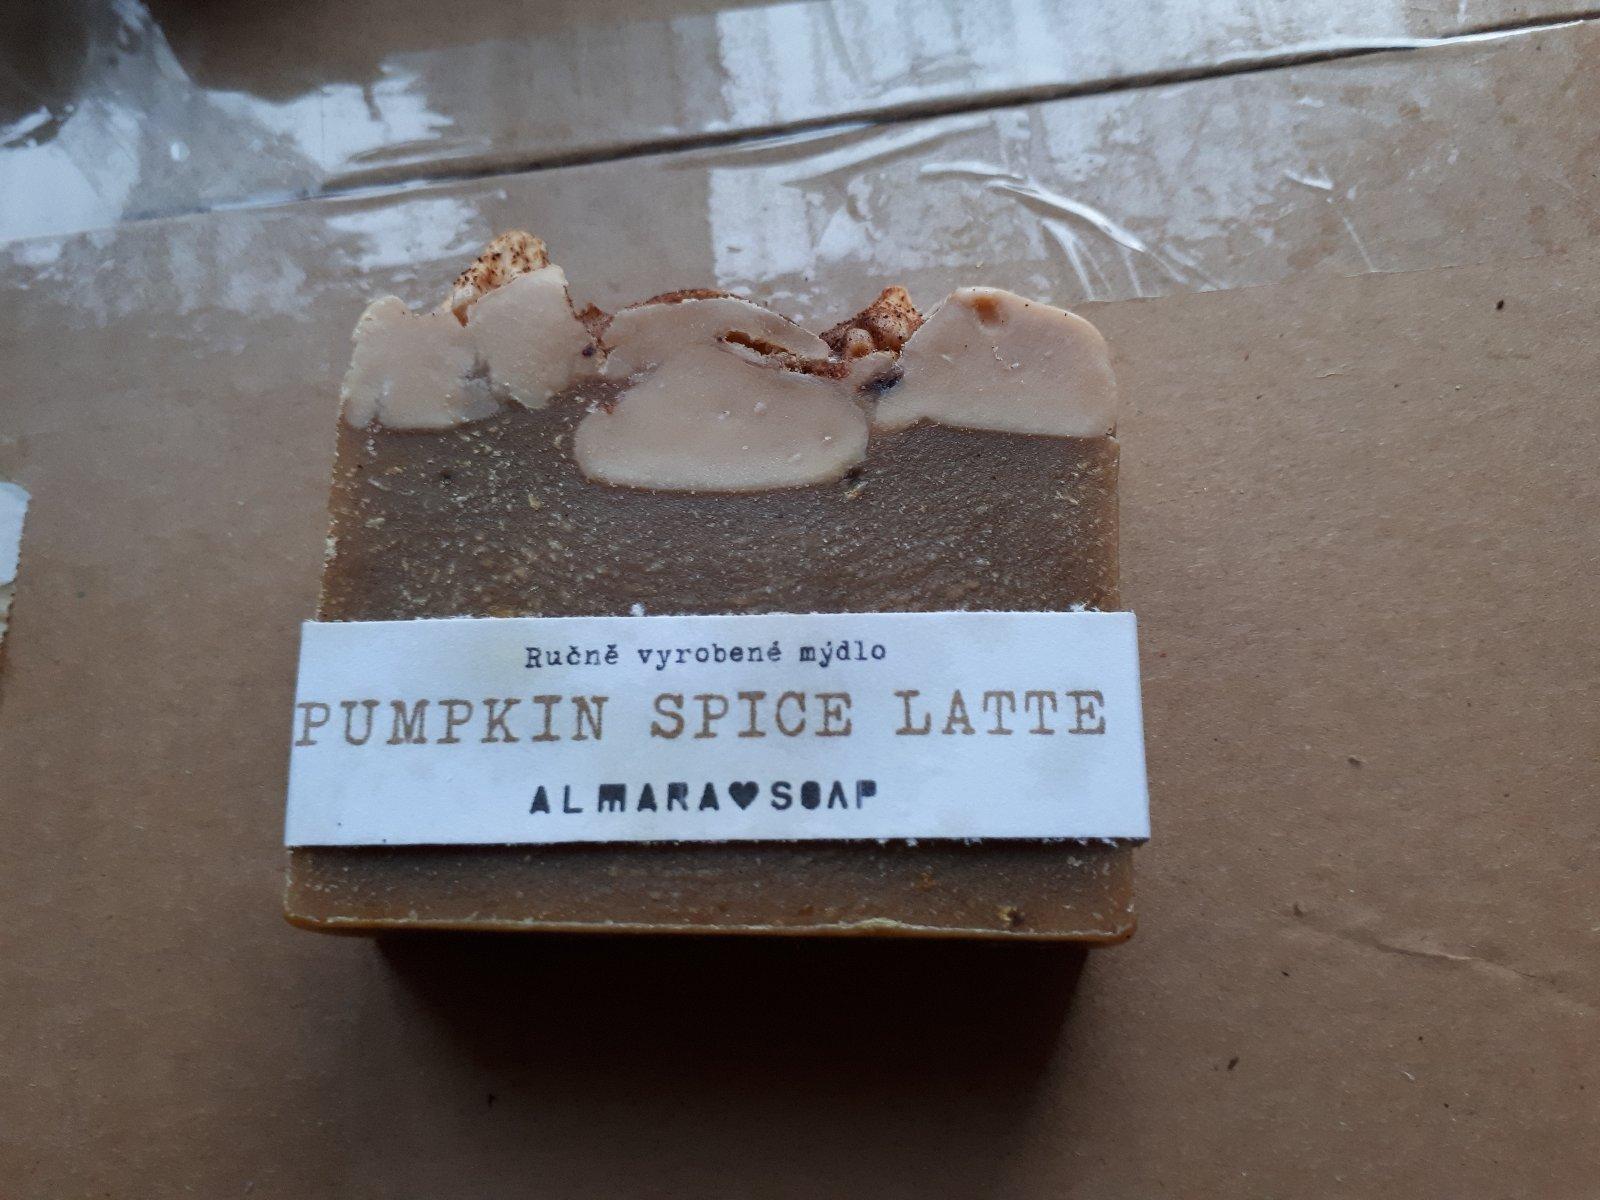 Ručně vyrobené mýdlo
PUMPKIN SPICE LATTE
ALMARA♥SOAP